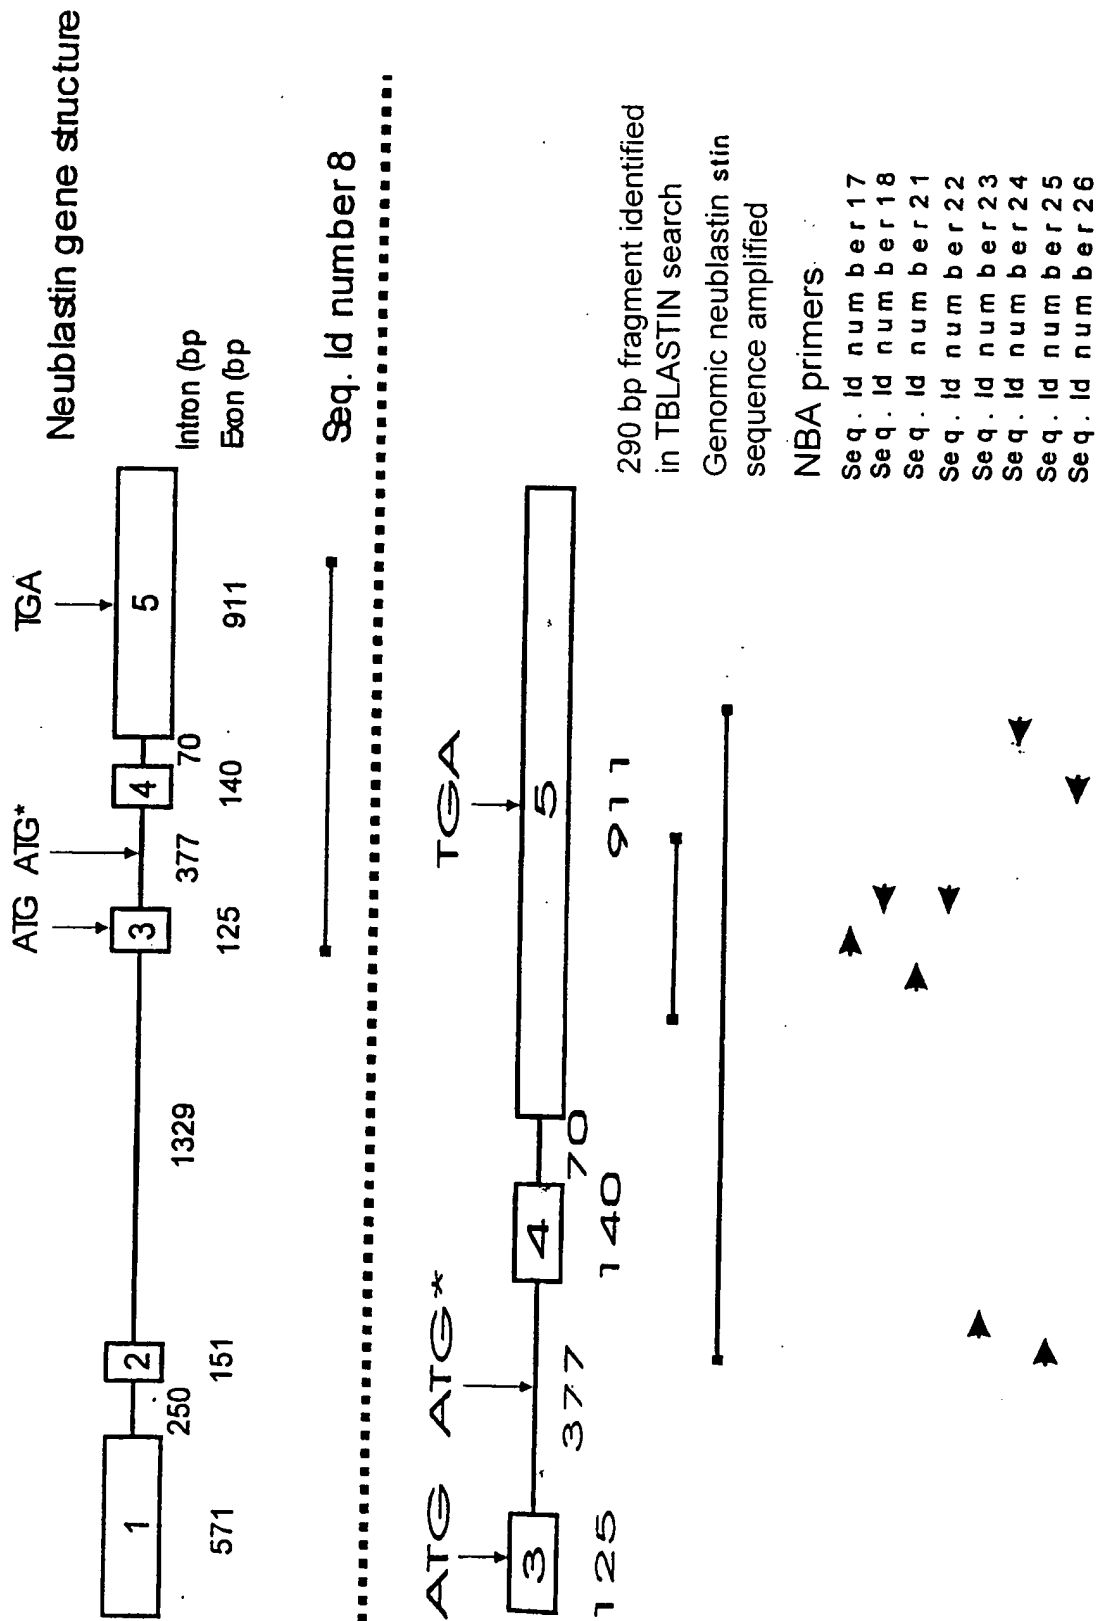 Neublastin gene structure
ATG ATG* TGA
1 2 3 4 5
250 1329 377 70 Intron (bp
571 151 125 140 911 Exon (bp
Seq. Id number 8
ATG ATG* TGA
3 4 5
377 70
125 140 911
290 bp fragment identified
in TBLASTIN search
Genomic neublastin stin
sequence amplified
NBA primers
Seq. Id number 17
Seq. Id number 18
Seq. Id number 21
Seq. Id number 22
Seq. Id number 23
Seq. Id number 24
Seq. Id number 25
Seq. Id number 26